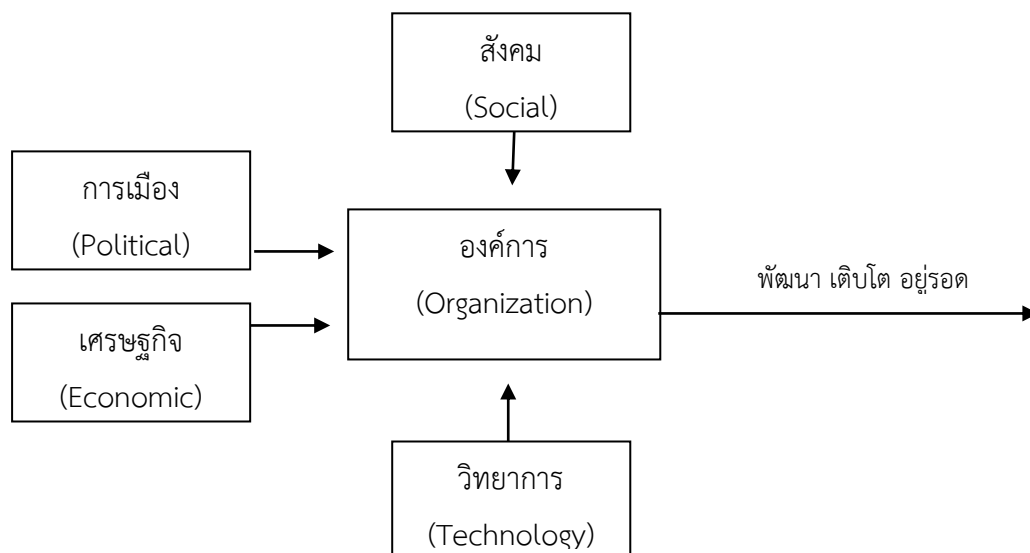 สังคม
(Social)
การเมือง
(Political)
องค์การ
(Organization)
พัฒนา เติบโต อยู่รอด
เศรษฐกิจ
(Economic)
วิทยาการ
(Technology)